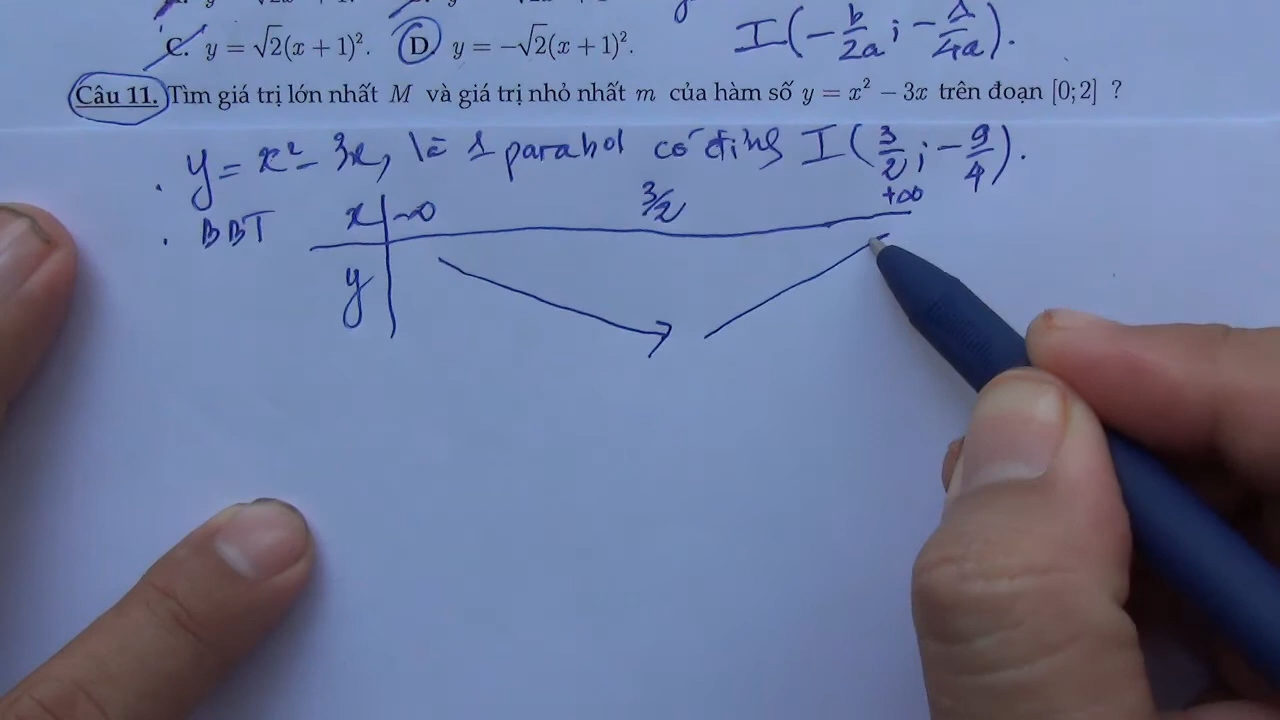 C. y = √2(x + 1)². D. y = −√2(x + 1)². I(−b/2a; −Δ/4a).
Câu 11. Tìm giá trị lớn nhất M và giá trị nhỏ nhất m của hàm số y = x² − 3x trên đoạn [0; 2] ?
. y = x² − 3x, là 1 parabol có đỉnh I(3/2; −9/4).
. BBT x −∞ 3/2 +∞
y